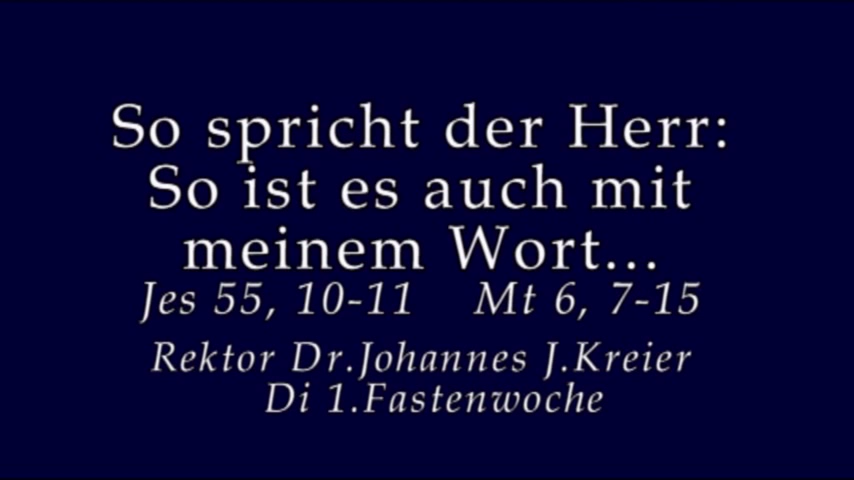 So spricht der Herr:
So ist es auch mit
meinem Wort...
Jes 55, 10-11 Mt 6, 7-15
Rektor Dr.Johannes J.Kreier
Di 1.Fastenwoche